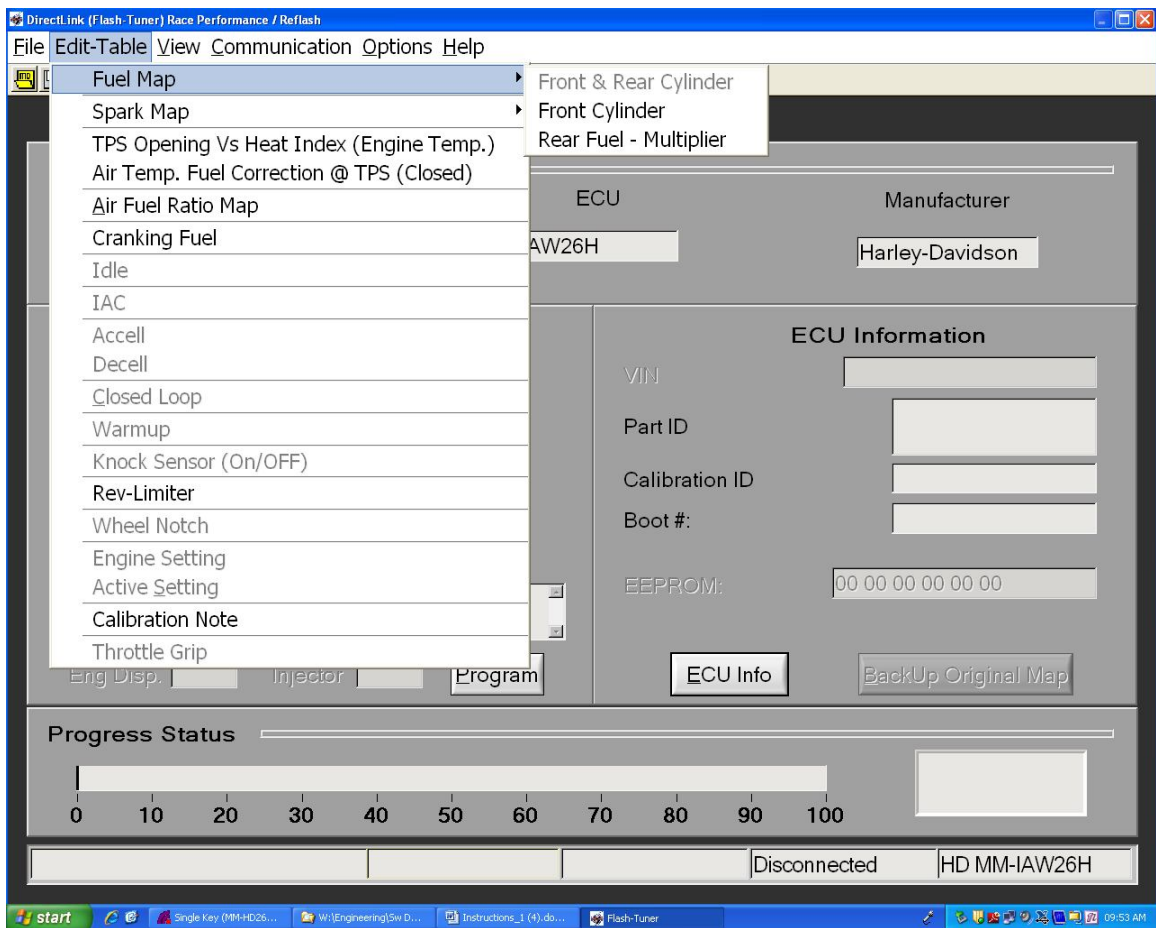 DirectLink (Flash-Tuner) Race Performance / Reflash
File Edit-Table View Communication Options Help
Fuel Map
Front & Rear Cylinder
Spark Map
Front Cylinder
TPS Opening Vs Heat Index (Engine Temp.)
Rear Fuel - Multiplier
Air Temp. Fuel Correction @ TPS (Closed)
Air Fuel Ratio Map
ECU
Manufacturer
Cranking Fuel
AW26H
Harley-Davidson
Idle
IAC
Accell
Decell
Closed Loop
Warmup
Knock Sensor (On/OFF)
Rev-Limiter
Wheel Notch
Engine Setting
Active Setting
Calibration Note
Throttle Grip
Eng Disp.
Injector
Program
ECU Information
VIN
Part ID
Calibration ID
Boot #:
EEPROM:
00 00 00 00 00 00
ECU Info
BackUp Original Map
Progress Status
0 10 20 30 40 50 60 70 80 90 100
Disconnected
HD MM-IAW26H
start
Single Key (MM-HD26...
W:\Engineering\Sw D...
Instructions_1 (4).do...
Flash-Tuner
09:53 AM